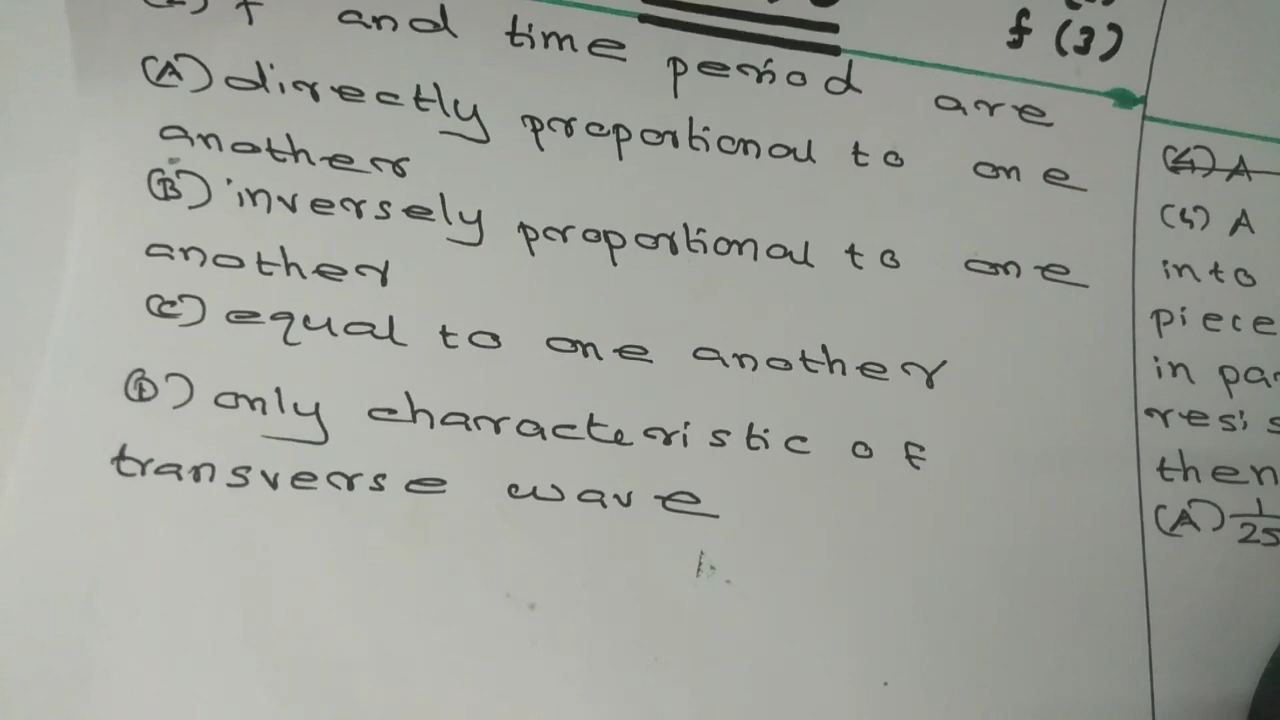 f and time period are
(A) directly proportional to one
another
(B) inversely proportional to one
another
(C) equal to one another
(D) only characteristic of
transverse wave
f (3)
(4) A
(5) A
into
piece
in pa
resis
then
(A) 1/25